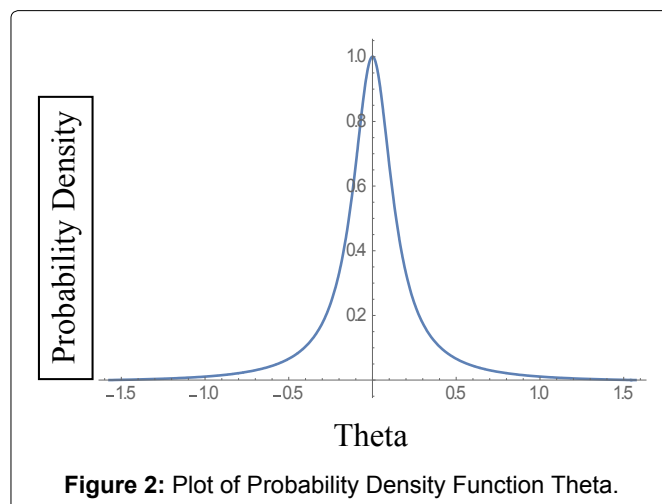 Probability Density
1.0
0.8
0.6
0.4
0.2
−1.5 −1.0 −0.5 0.5 1.0 1.5
Theta
Figure 2: Plot of Probability Density Function Theta.